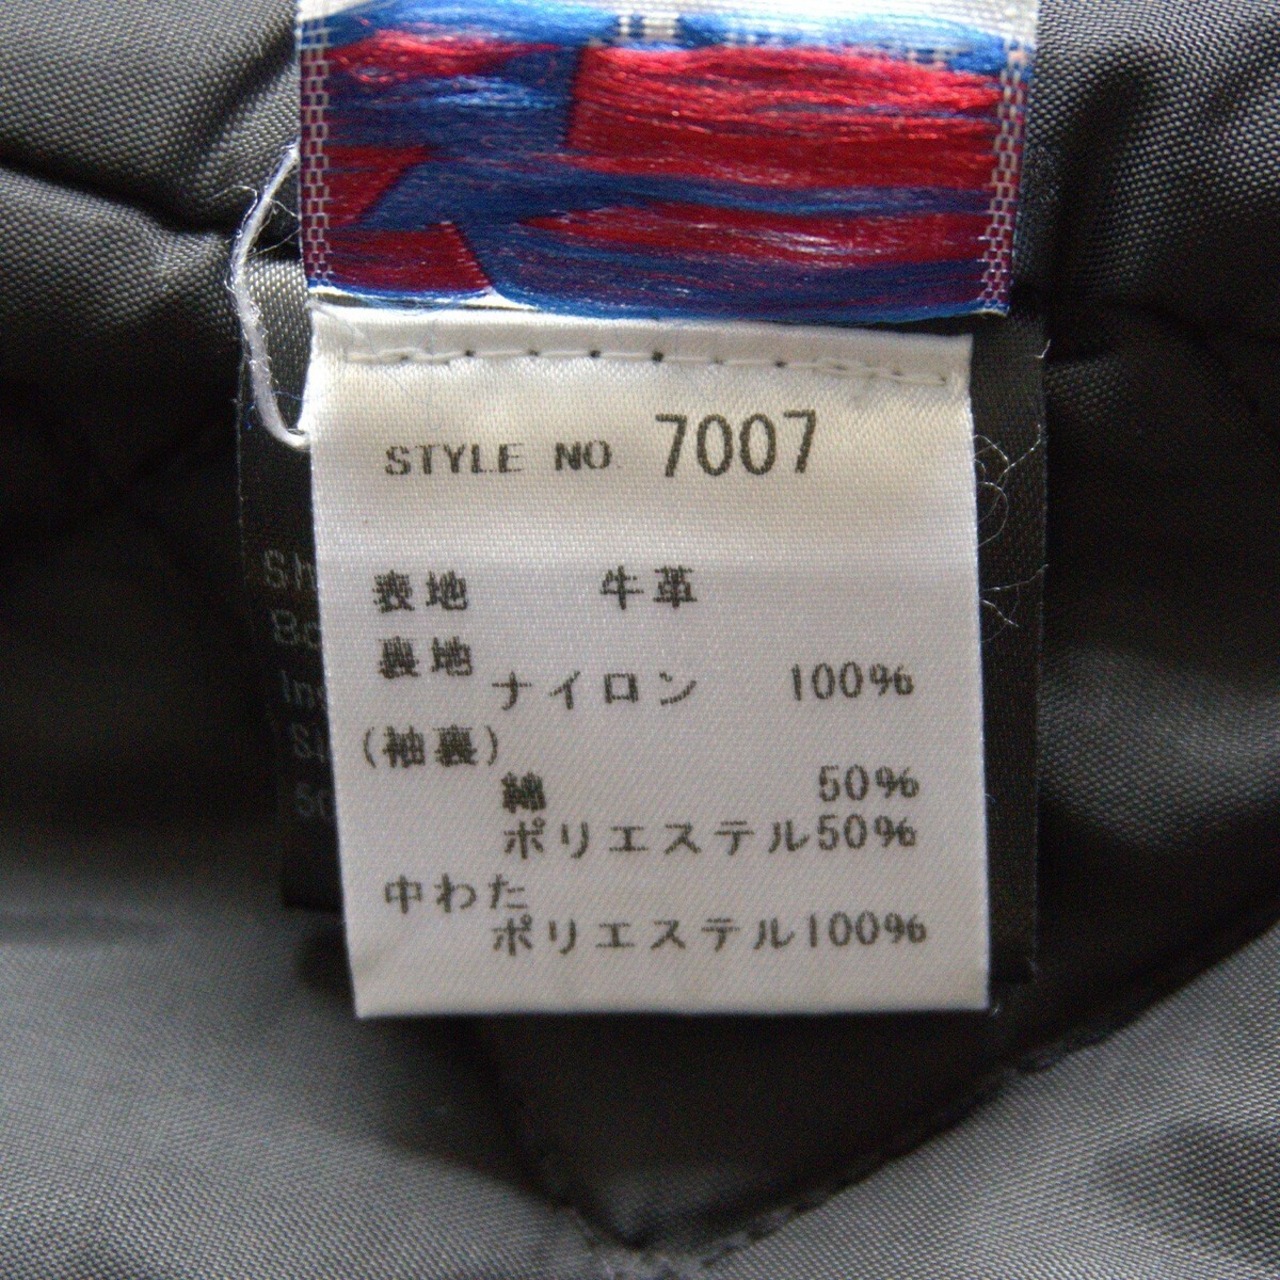 STYLE NO. 7007
表地 牛革
裏地
ナイロン 100%
(袖裏)
綿 50%
ポリエステル50%
中わた
ポリエステル100%